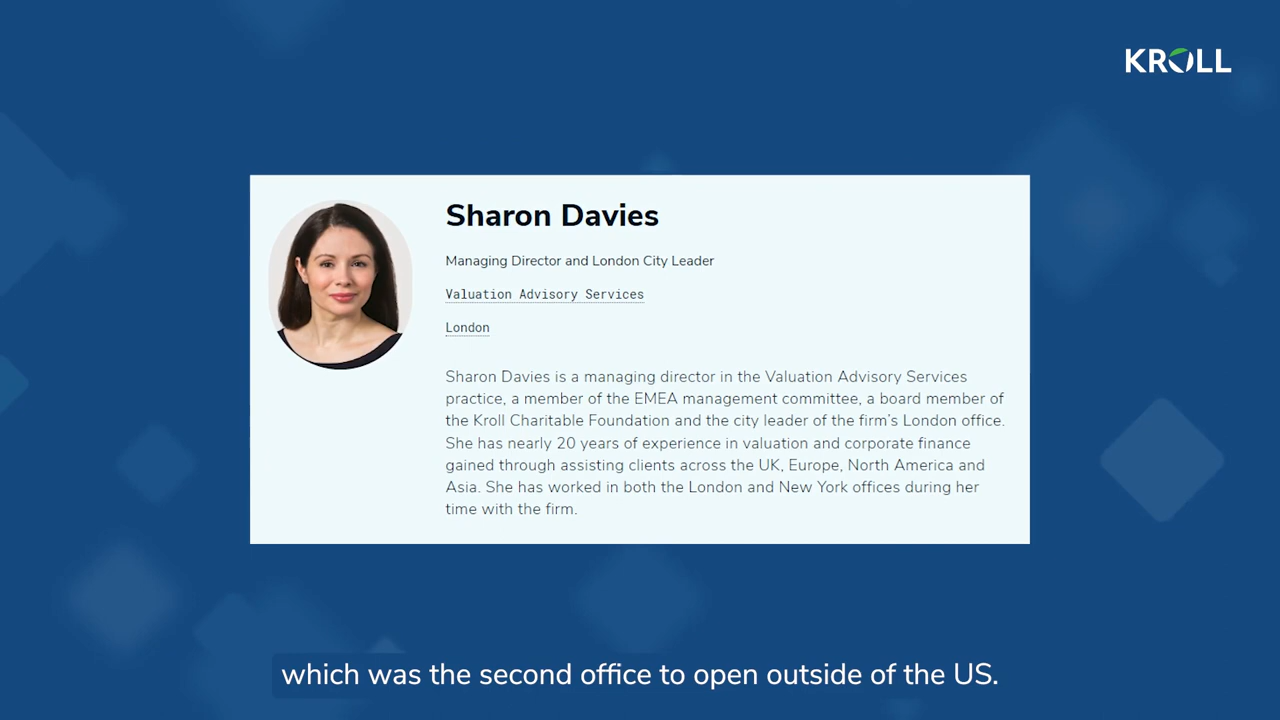 KROLL
Sharon Davies
Managing Director and London City Leader
Valuation Advisory Services
London
Sharon Davies is a managing director in the Valuation Advisory Services
practice, a member of the EMEA management committee, a board member of
the Kroll Charitable Foundation and the city leader of the firm’s London office.
She has nearly 20 years of experience in valuation and corporate finance
gained through assisting clients across the UK, Europe, North America and
Asia. She has worked in both the London and New York offices during her
time with the firm.
which was the second office to open outside of the US.